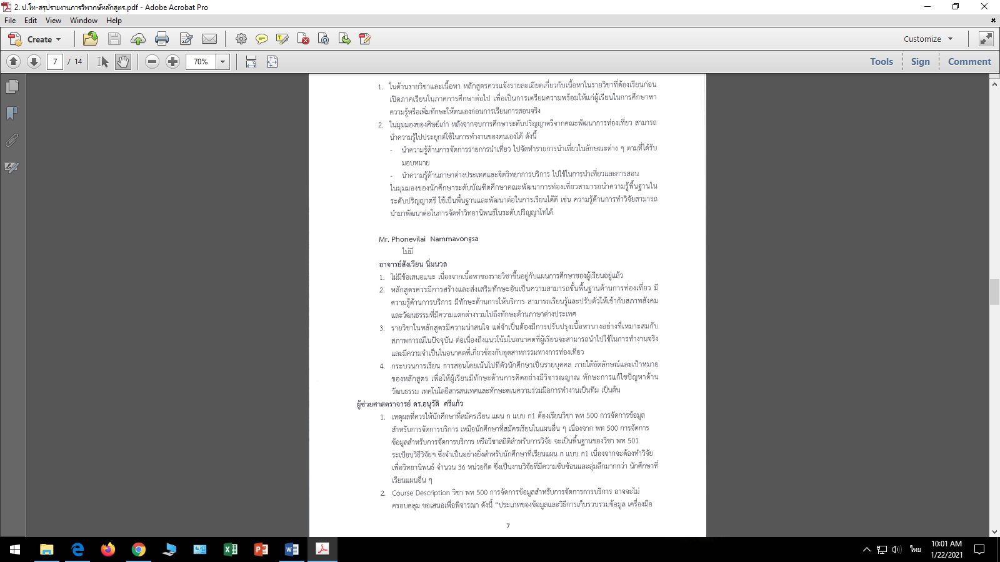 2. ป.โท-สรุปรายงานการวิพากษ์หลักสูตร.pdf - Adobe Acrobat Pro
File Edit View Window Help
Create
Customize
7 / 14
70%
Tools Sign Comment
1. ในด้านรายวิชาและเนื้อหา หลักสูตรควรแจ้งรายละเอียดเกี่ยวกับเนื้อหาในรายวิชาที่ต้องเรียนก่อน
เปิดภาคเรียนในภาคการศึกษาต่อไป เพื่อเป็นการเตรียมความพร้อมให้แก่ผู้เรียนในการศึกษาหา
ความรู้หรือเพิ่มทักษะให้ตนเองก่อนการเรียนการสอนจริง
2. ในมุมมองของศิษย์เก่า หลังจากจบการศึกษาระดับปริญญาตรีจากคณะพัฒนาการท่องเที่ยว สามารถ
นำความรู้ไปประยุกต์ใช้ในการทำงานของตนเองได้ ดังนี้
- นำความรู้ด้านการจัดการรายการนำเที่ยว ไปจัดทำรายการนำเที่ยวในลักษณะต่าง ๆ ตามที่ได้รับ
มอบหมาย
- นำความรู้ด้านภาษาต่างประเทศและจิตวิทยาการบริการ ไปใช้ในการนำเที่ยวและการสอน
ในมุมมองของนักศึกษาระดับบัณฑิตศึกษาคณะพัฒนาการท่องเที่ยวสามารถนำความรู้พื้นฐานใน
ระดับปริญญาตรี ใช้เป็นพื้นฐานและพัฒนาต่อในการเรียนได้ดี เช่น ความรู้ด้านการทำวิจัยสามารถ
นำมาพัฒนาต่อในการจัดทำวิทยานิพนธ์ในระดับปริญญาโทได้
Mr. Phonevilai Nammavongsa
ไม่มี
อาจารย์สังเวียน นิ่มนวล
1. ไม่มีข้อเสนอแนะ เนื่องจากเนื้อหาของรายวิชาขึ้นอยู่กับแผนการศึกษาของผู้เรียนอยู่แล้ว
2. หลักสูตรควรมีการสร้างและส่งเสริมทักษะอันเป็นความสามารถขั้นพื้นฐานด้านการท่องเที่ยว มี
ความรู้ด้านการบริการ มีทักษะด้านการให้บริการ สามารถเรียนรู้และปรับตัวให้เข้ากับสภาพสังคม
และวัฒนธรรมที่มีความแตกต่างรวมไปถึงทักษะด้านภาษาต่างประเทศ
3. รายวิชาในหลักสูตรมีความน่าสนใจ แต่จำเป็นต้องมีการปรับปรุงเนื้อหาบางอย่างที่เหมาะสมกับ
สภาพการณ์ในปัจจุบัน ต่อเนื่องถึงแนวโน้มในอนาคตที่ผู้เรียนจะสามารถนำไปใช้ในการทำงานจริง
และมีความจำเป็นในอนาคตที่เกี่ยวข้องกับอุตสาหกรรมทางการท่องเที่ยว
4. กระบวนการเรียน การสอนโดยเน้นไปที่ตัวนักศึกษาเป็นรายบุคคล ภายใต้อัตลักษณ์และเป้าหมาย
ของหลักสูตร เพื่อให้ผู้เรียนมีทักษะด้านการคิดอย่างมีวิจารณญาณ ทักษะการแก้ไขปัญหาด้าน
วัฒนธรรม เทคโนโลยีสารสนเทศและทักษะตนความร่วมมือการทำงานเป็นทีม เป็นต้น
ผู้ช่วยศาสตราจารย์ ดร.อนุวัติ ศรีแก้ว
1. เหตุผลที่ควรให้นักศึกษาที่สมัครเรียน แผน ก แบบ ก1 ต้องเรียนวิชา พท 500 การจัดการข้อมูล
สำหรับการจัดการบริการ เหมือนักศึกษาที่สมัครเรียนในแผนอื่น ๆ เนื่องจาก พท 500 การจัดการ
ข้อมูลสำหรับการจัดการบริการ หรือวิชาสถิติสำหรับการวิจัย จะเป็นพื้นฐานของวิชา พท 501
ระเบียบวิธีวิจัยฯ ซึ่งจำเป็นอย่างยิ่งสำหรับนักศึกษาที่เรียนแผน ก แบบ ก1 เนื่องจากจะต้องทำวิจัย
เพื่อวิทยานิพนธ์ จำนวน 36 หน่วยกิต ซึ่งเป็นงานวิจัยที่มีความซับซ้อนและลุ่มลึกมากกว่า นักศึกษาที่
เรียนแผนอื่น ๆ
2. Course Description วิชา พท 500 การจัดการข้อมูลสำหรับการจัดการการบริการ อาจจะไม่
ครอบคลุม ขอเสนอเพื่อพิจารณา ดังนี้ “ประเภทของข้อมูลและวิธีการเก็บรวบรวมข้อมูล เครื่องมือ
7
ไทย
10:01 AM
1/22/2021